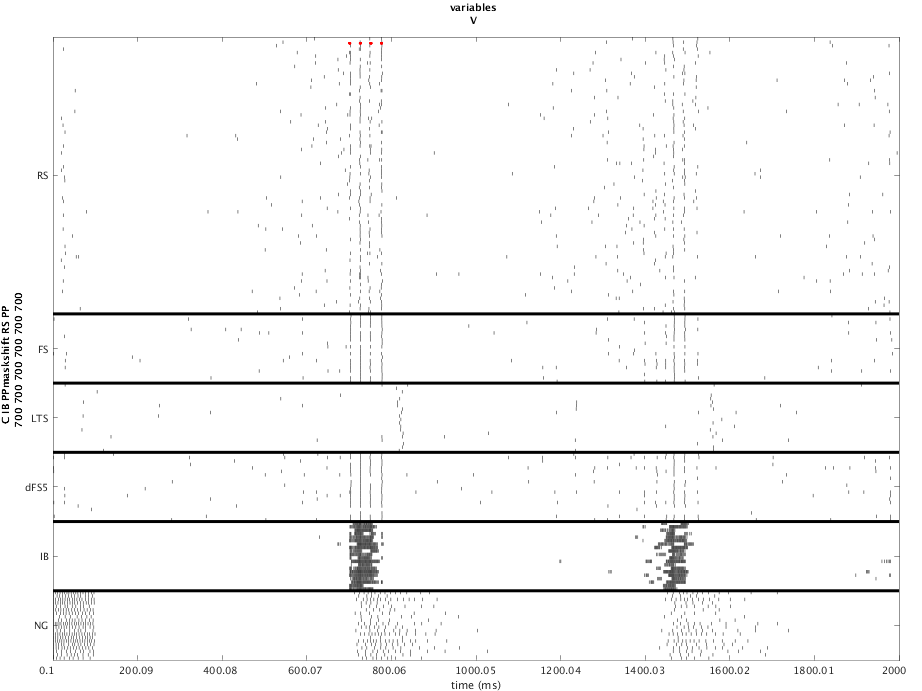 variables
V
RS
FS
LTS
dFS5
IB
NG
C IB PPmaskshift RS PP
700 700 700 700 700 700
0.1 200.09 400.08 600.07 800.06 1000.05 1200.04 1400.03 1600.02 1800.01 2000
time (ms)